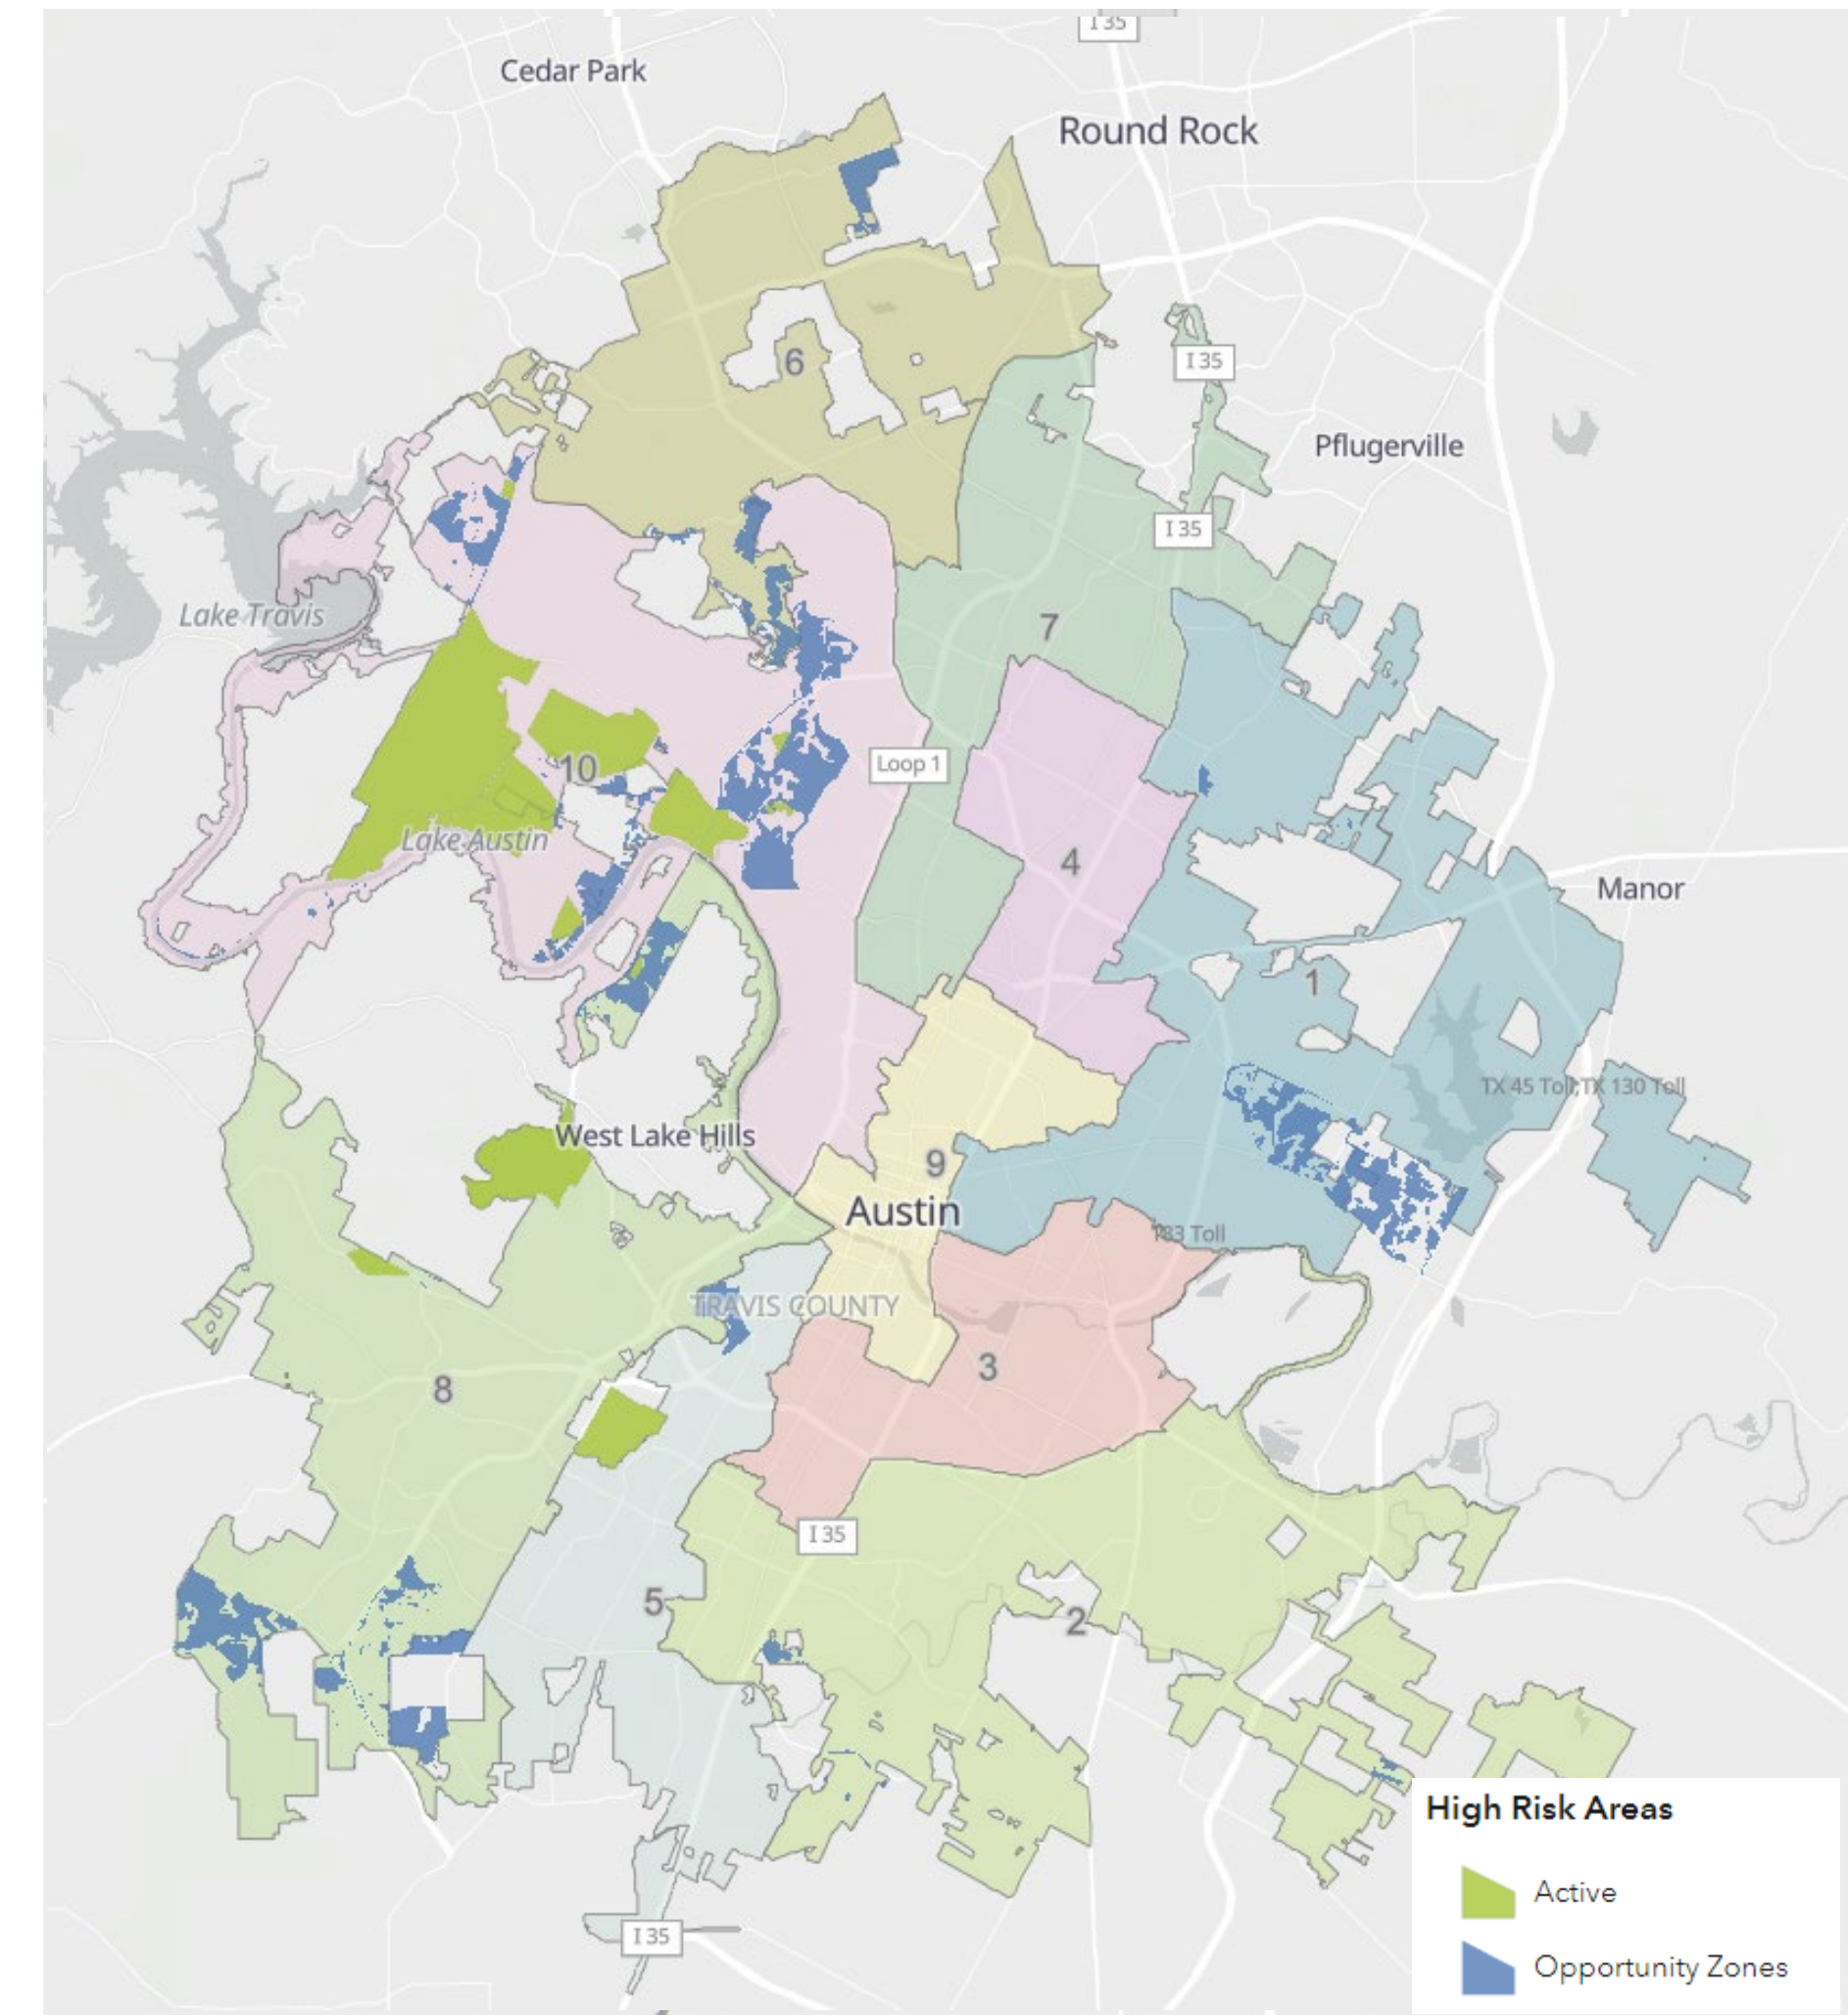 I 35
Cedar Park
Round Rock
I 35
6
Pflugerville
I 35
Lake Travis
7
Loop 1
10
Lake Austin
4
Manor
1
TX 45 Toll;TX 130 Toll
West Lake Hills
9
Austin
183 Toll
TRAVIS COUNTY
3
8
I 35
5
2
High Risk Areas
Active
Opportunity Zones
I 35